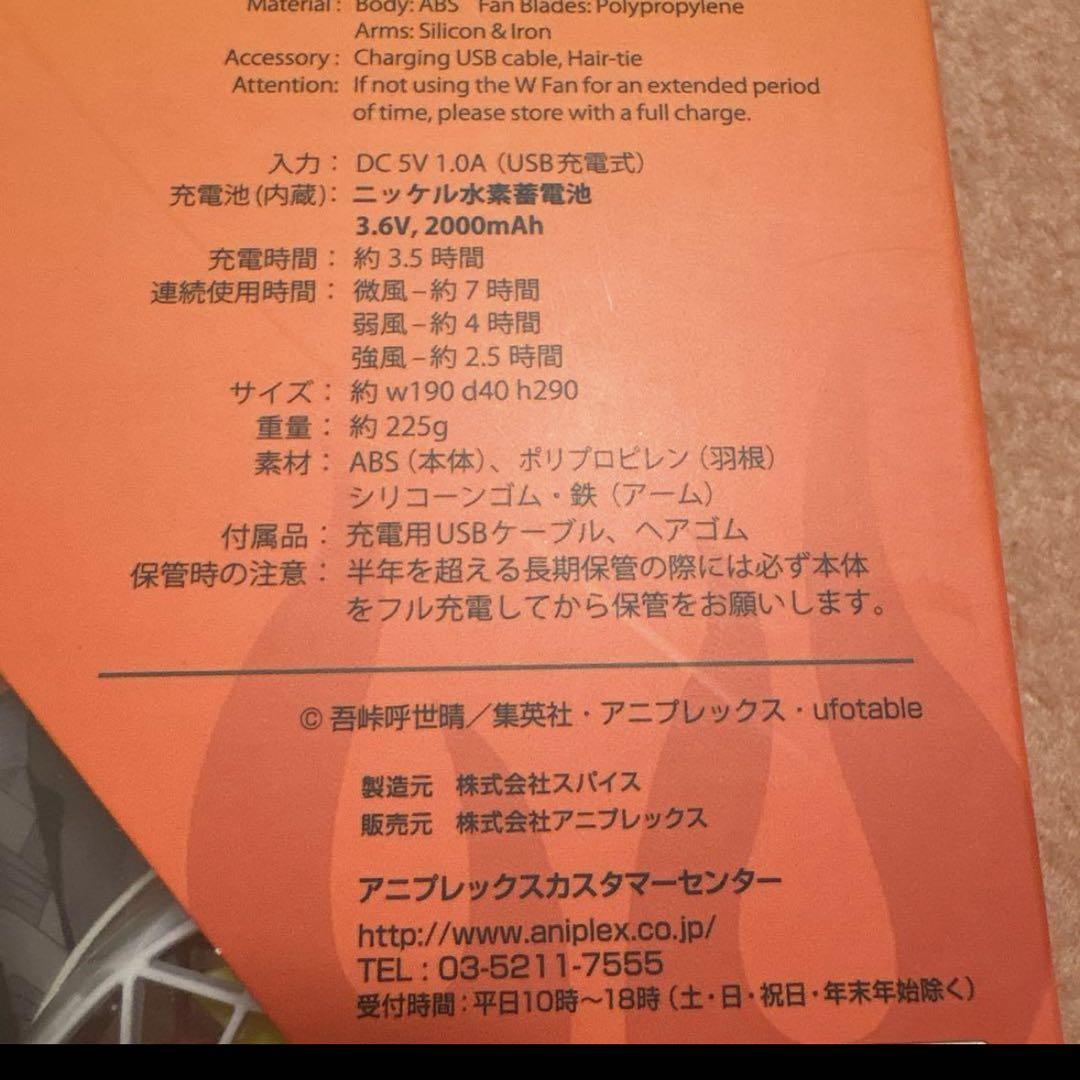 Material: Body: ABS Fan Blades: Polypropylene
Arms: Silicon & Iron
Accessory: Charging USB cable, Hair-tie
Attention: If not using the W Fan for an extended period
of time, please store with a full charge.
入力： DC 5V 1.0A（USB充電式）
充電池(内蔵)： ニッケル水素蓄電池
3.6V, 2000mAh
充電時間： 約 3.5 時間
連続使用時間： 微風－約 7 時間
弱風－約 4 時間
強風－約 2.5 時間
サイズ： 約 w190 d40 h290
重量： 約 225g
素材： ABS（本体）、ポリプロピレン（羽根）
シリコーンゴム・鉄（アーム）
付属品： 充電用USBケーブル、ヘアゴム
保管時の注意： 半年を超える長期保管の際には必ず本体
をフル充電してから保管をお願いします。
©吾峠呼世晴／集英社・アニプレックス・ufotable
製造元 株式会社スパイス
販売元 株式会社アニプレックス
アニプレックスカスタマーセンター
http://www.aniplex.co.jp/
TEL：03-5211-7555
受付時間：平日10時～18時（土・日・祝日・年末年始除く）